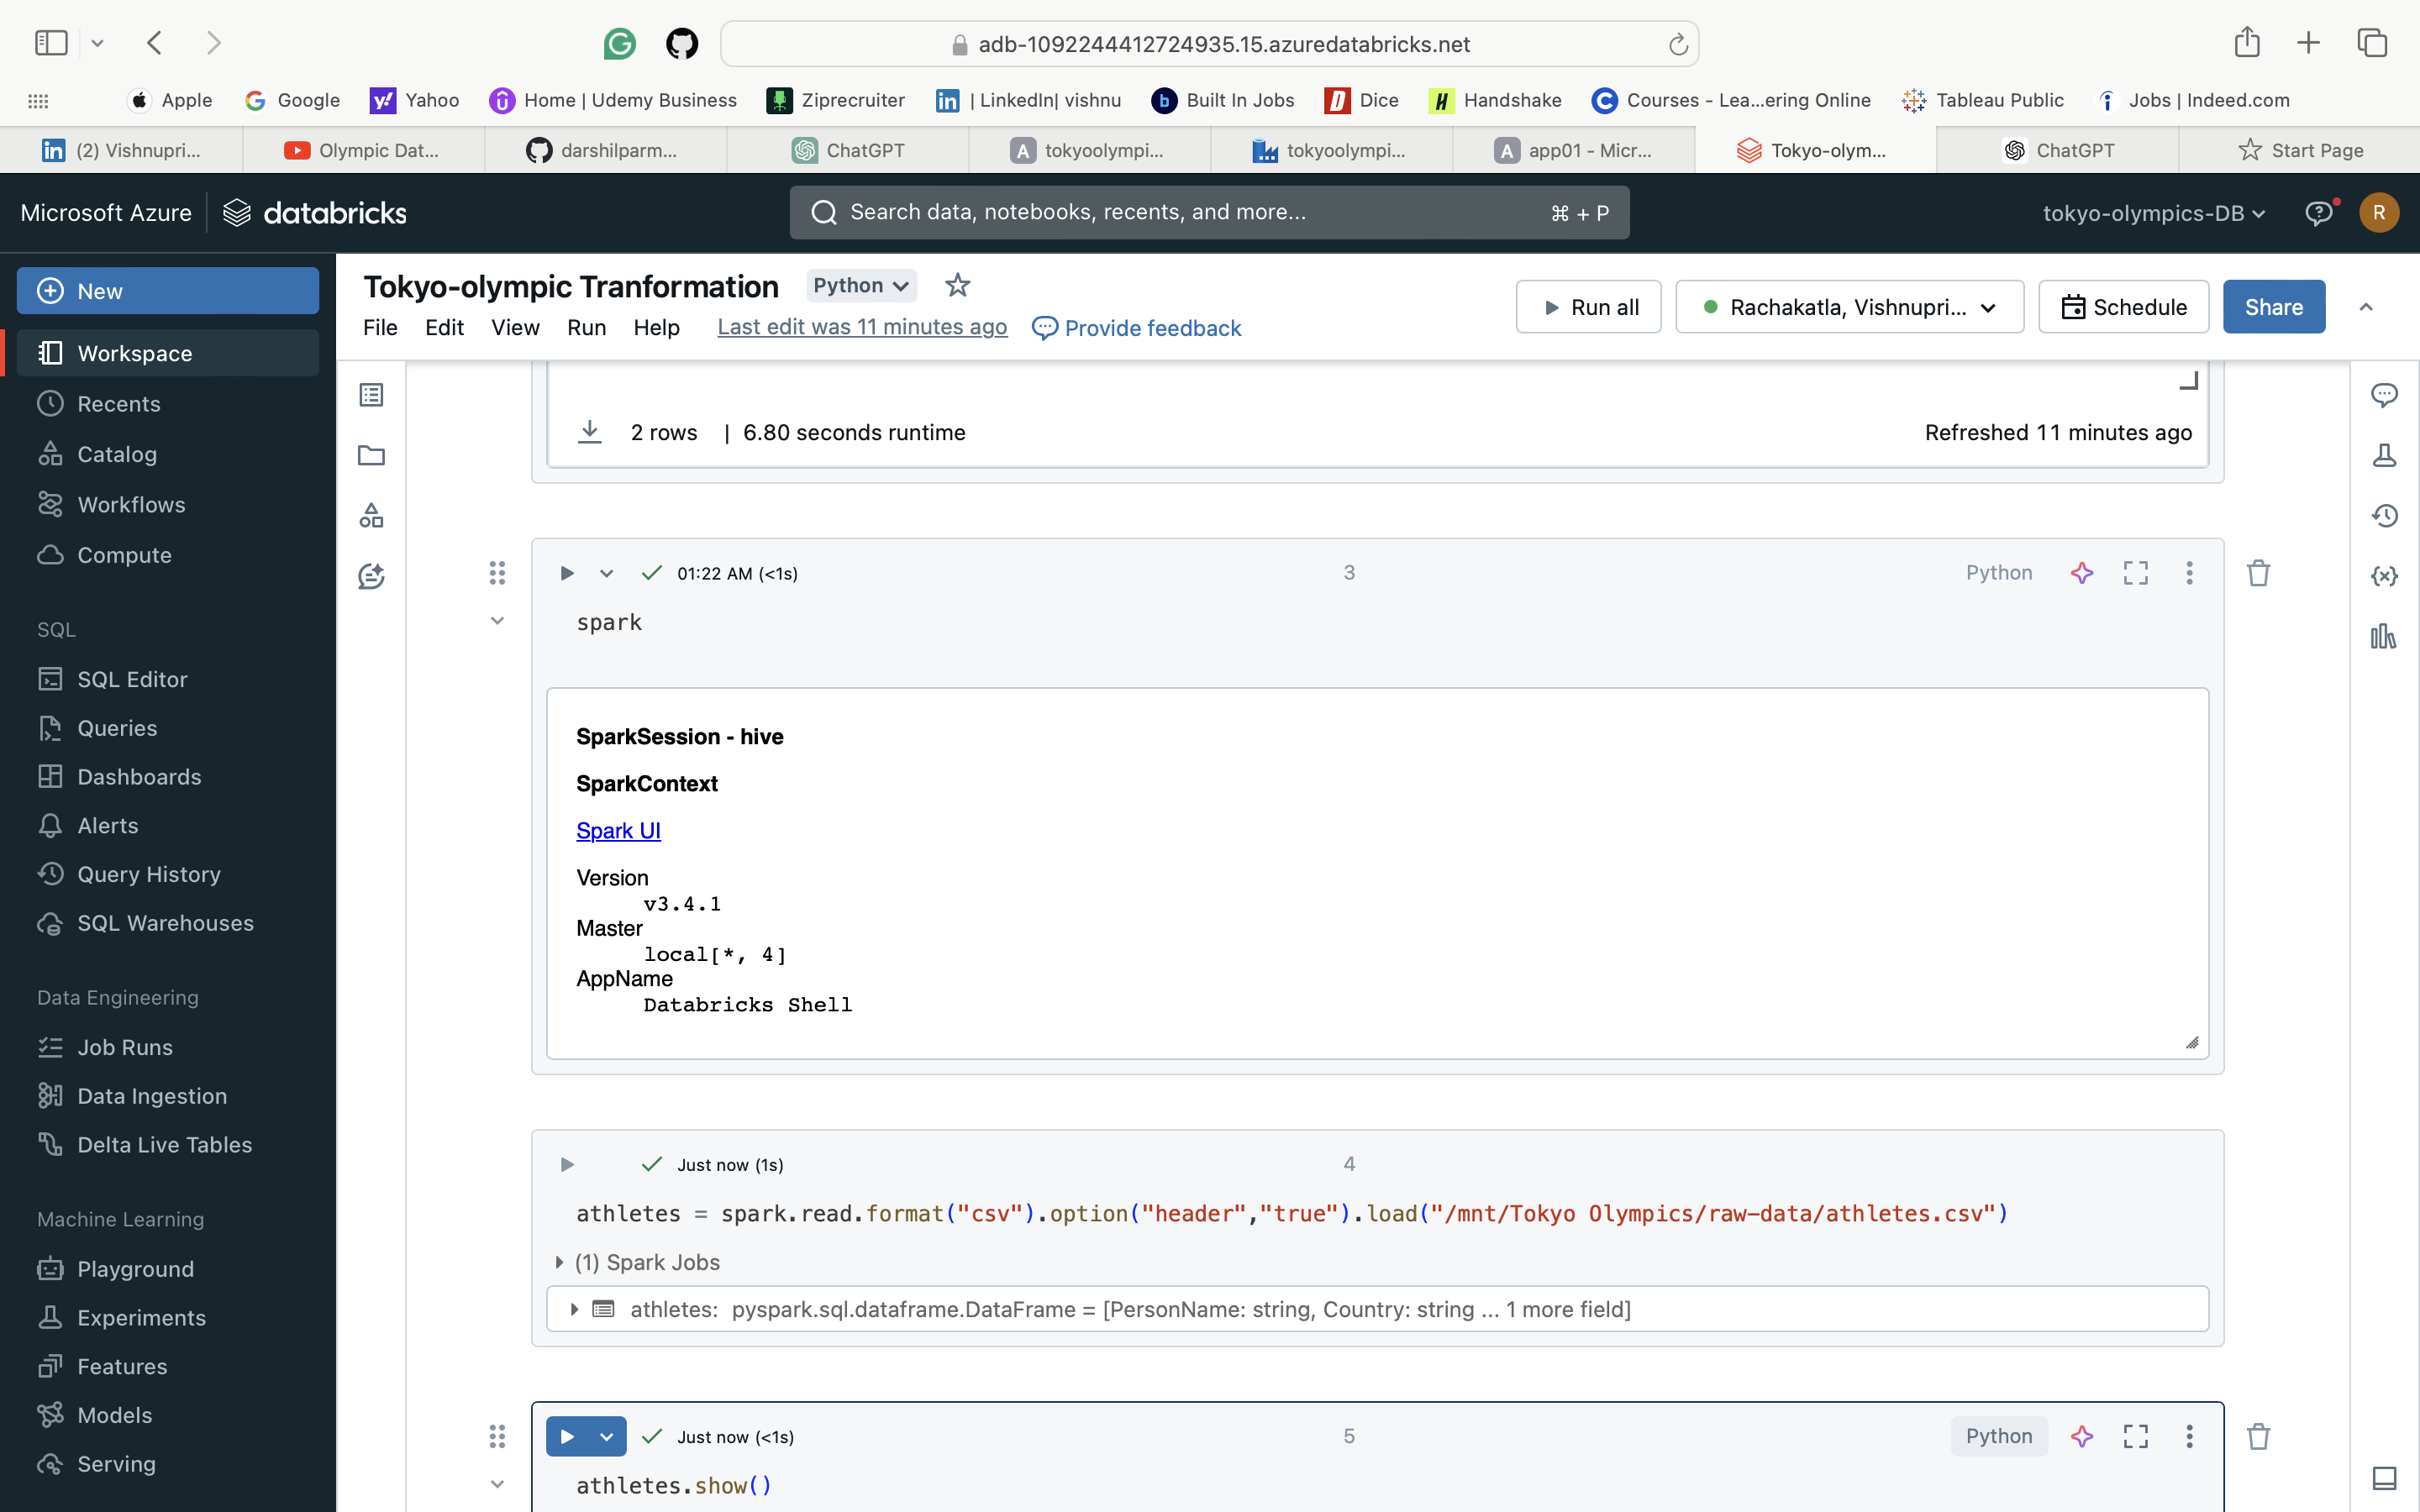 adb-1092244412724935.15.azuredatabricks.net
Apple Google Yahoo Home | Udemy Business Ziprecruiter | LinkedIn| vishnu Built In Jobs Dice Handshake Courses - Lea...ering Online Tableau Public Jobs | Indeed.com
(2) Vishnupri... Olympic Dat... darshilparm... ChatGPT tokyoolympi... tokyoolympi... app01 - Micr... Tokyo-olym... ChatGPT Start Page
Microsoft Azure databricks Search data, notebooks, recents, and more... ⌘ + P tokyo-olympics-DB R
New
Workspace
Recents
Catalog
Workflows
Compute
SQL
SQL Editor
Queries
Dashboards
Alerts
Query History
SQL Warehouses
Data Engineering
Job Runs
Data Ingestion
Delta Live Tables
Machine Learning
Playground
Experiments
Features
Models
Serving
Tokyo-olympic Tranformation Python
File Edit View Run Help Last edit was 11 minutes ago Provide feedback
Run all Rachakatla, Vishnupri... Schedule Share
2 rows | 6.80 seconds runtime Refreshed 11 minutes ago
01:22 AM (<1s) 3 Python
spark
SparkSession - hive
SparkContext
Spark UI
Version
v3.4.1
Master
local[*, 4]
AppName
Databricks Shell
Just now (1s) 4
athletes = spark.read.format("csv").option("header","true").load("/mnt/Tokyo Olympics/raw-data/athletes.csv")
(1) Spark Jobs
athletes: pyspark.sql.dataframe.DataFrame = [PersonName: string, Country: string ... 1 more field]
Just now (<1s) 5 Python
athletes.show()